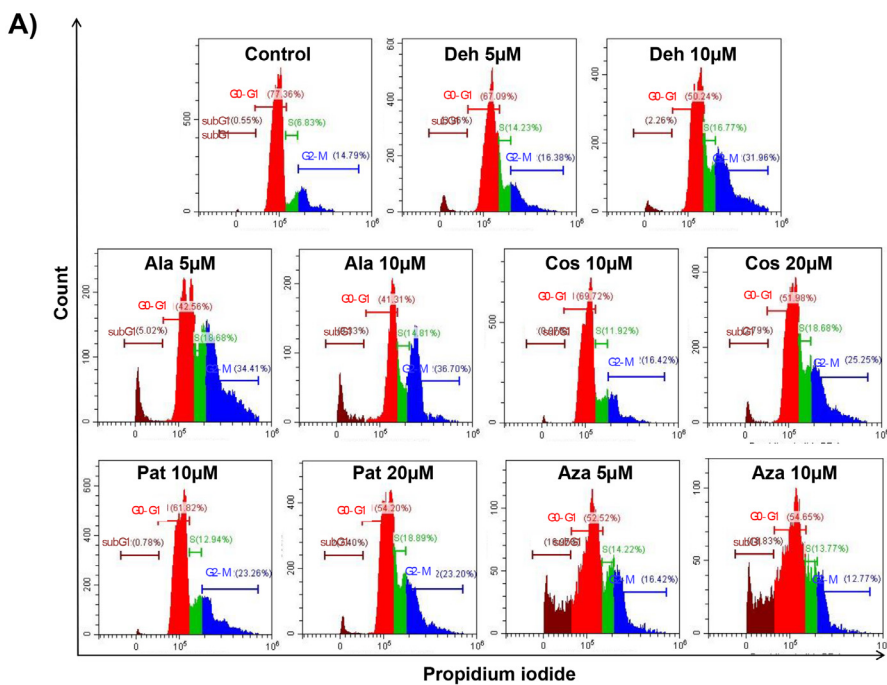 A)
Count
Control
G0-G1 (77.36%)
subG1(0.55%)
subG1
S(6.83%)
G2-M (14.79%)
0
500
10⁵
10⁶
Deh 5µM
G0-G1 (67.09%)
subG1
S(14.23%)
G2-M (16.38%)
0
200
400
600
10⁵
10⁶
Deh 10µM
G0-G1 (50.24%)
(2.26%)
S(16.77%)
G2-M (31.96%)
0
200
400
10⁵
10⁶
Ala 5µM
G0-G1 (42.56%)
subG1(5.02%)
G2-M (34.41%)
0
100
200
10⁵
10⁶
Ala 10µM
G0-G1 (41.31%)
subG1
S(14.81%)
G2-M (36.70%)
0
100
200
10⁵
10⁶
Cos 10µM
G0-G1 (69.72%)
subG1
S(11.92%)
G2-M (16.42%)
0
500
10⁵
10⁶
Cos 20µM
G0-G1 (51.98%)
subG1
S(18.68%)
G2-M (25.25%)
0
200
400
10⁵
Pat 10µM
G0-G1 (61.82%)
subG1(0.78%)
S(12.94%)
G2-M (23.26%)
0
200
400
600
10⁵
10⁶
Pat 20µM
G0-G1 (54.20%)
subG1
S(18.89%)
G2-M (23.20%)
0
200
400
10⁵
10⁶
Aza 5µM
G0-G1 (52.52%)
subG1
S(14.22%)
G2-M (16.42%)
0
50
100
10⁵
10⁶
Aza 10µM
G0-G1 (54.65%)
subG1
S(13.77%)
G2-M (12.77%)
0
50
100
10⁵
Propidium iodide